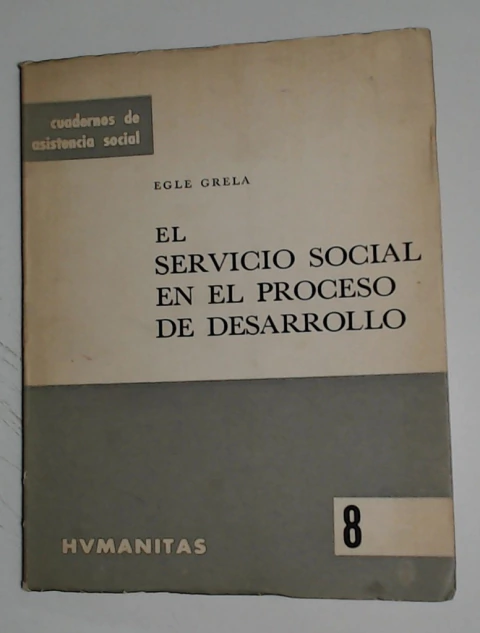 cuadernos de
asistencia social
EGLE GRELA
EL
SERVICIO SOCIAL
EN EL PROCESO
DE DESARROLLO
8
HVMANITAS